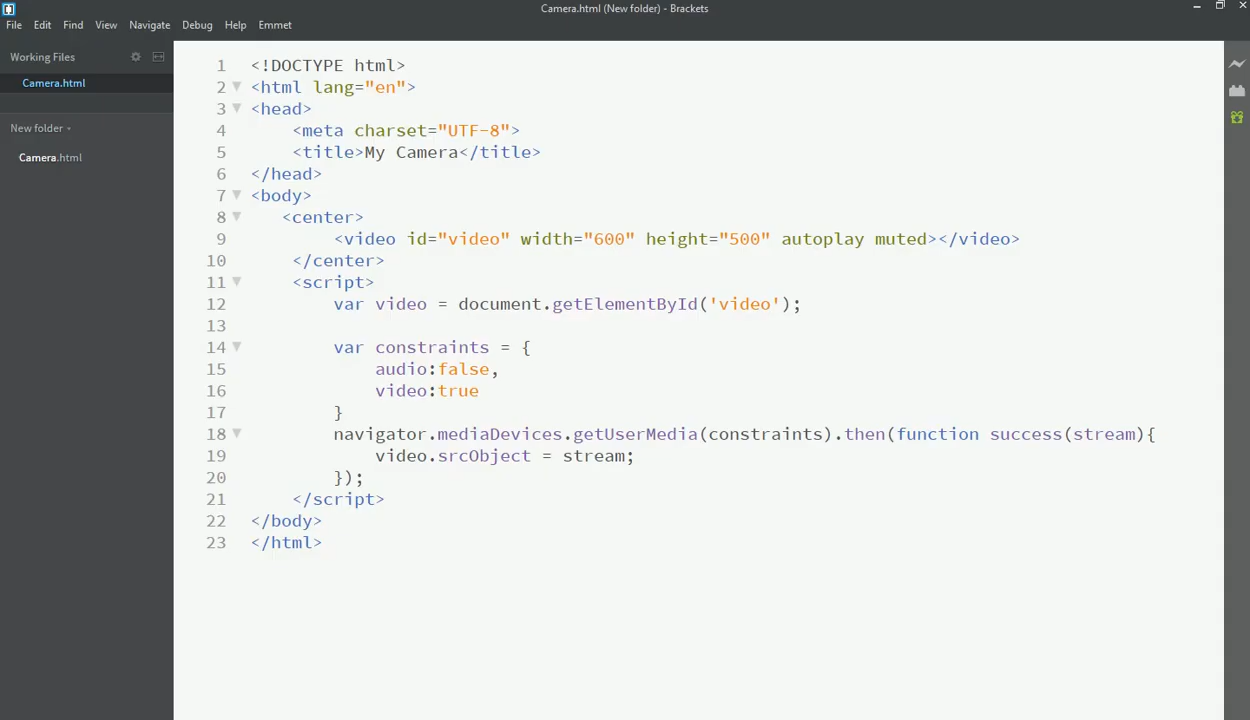 Camera.html (New folder) - Brackets
File Edit Find View Navigate Debug Help Emmet
Working Files
Camera.html
New folder
Camera.html
1 <!DOCTYPE html>
2 <html lang="en">
3 <head>
4     <meta charset="UTF-8">
5     <title>My Camera</title>
6 </head>
7 <body>
8    <center>
9         <video id="video" width="600" height="500" autoplay muted></video>
10     </center>
11     <script>
12         var video = document.getElementById('video');
13
14         var constraints = {
15             audio:false,
16             video:true
17         }
18         navigator.mediaDevices.getUserMedia(constraints).then(function success(stream){
19             video.srcObject = stream;
20         });
21     </script>
22 </body>
23 </html>